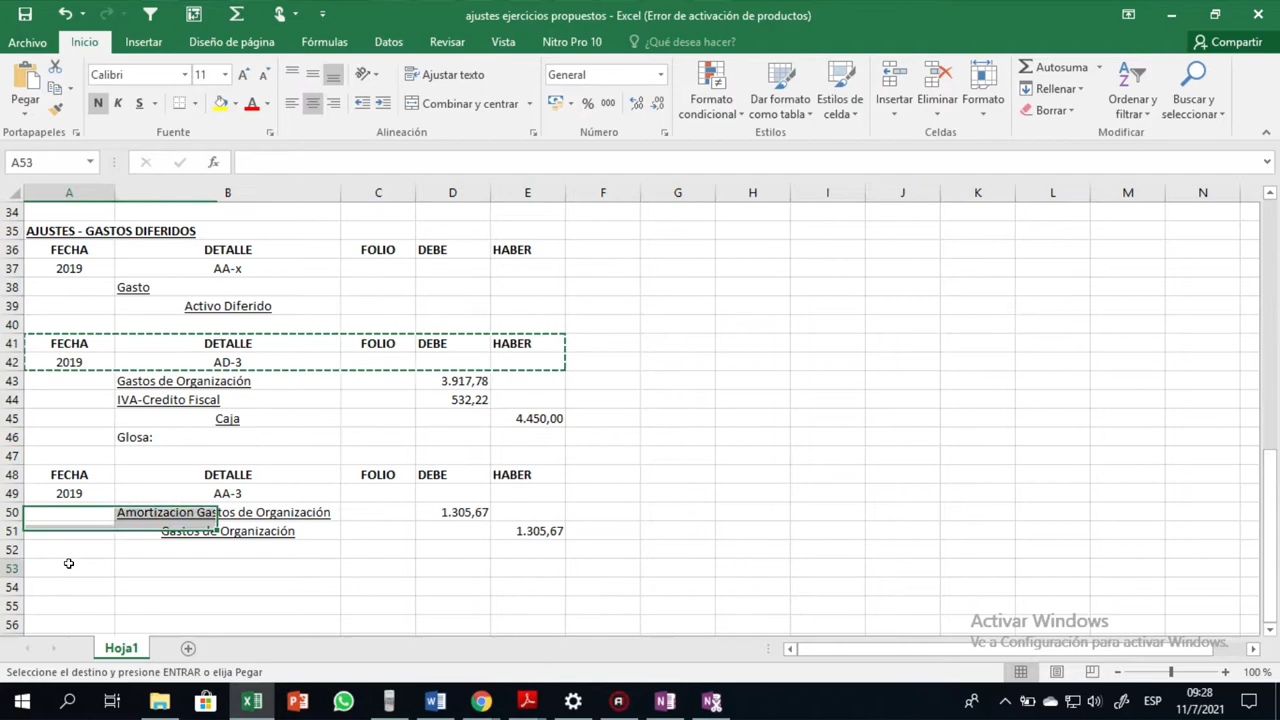 ajustes ejercicios propuestos - Excel (Error de activación de productos)
Archivo Inicio Insertar Diseño de página Fórmulas Datos Revisar Vista Nitro Pro 10 ¿Qué desea hacer? Compartir
Pegar
Calibri 11
N K S
Ajustar texto
Combinar y centrar
General
% 000
Formato condicional
Dar formato como tabla
Estilos de celda
Insertar
Eliminar
Formato
Autosuma
Rellenar
Borrar
Ordenar y filtrar
Buscar y seleccionar
Portapapeles Fuente Alineación Número Estilos Celdas Modificar
A53 fx
A B C D E F G H I J K L M N
34
35 AJUSTES - GASTOS DIFERIDOS
36 FECHA DETALLE FOLIO DEBE HABER
37 2019 AA-x
38 Gasto
39 Activo Diferido
40
41 FECHA DETALLE FOLIO DEBE HABER
42 2019 AD-3
43 Gastos de Organización 3.917,78
44 IVA-Credito Fiscal 532,22
45 Caja 4.450,00
46 Glosa:
47
48 FECHA DETALLE FOLIO DEBE HABER
49 2019 AA-3
50 Amortizacion Gastos de Organización 1.305,67
51 Gastos de Organización 1.305,67
52
53
54
55
56
Activar Windows
Ve a Configuración para activar Windows.
Hoja1
Seleccione el destino y presione ENTRAR o elija Pegar
100 %
ESP
09:28
11/7/2021